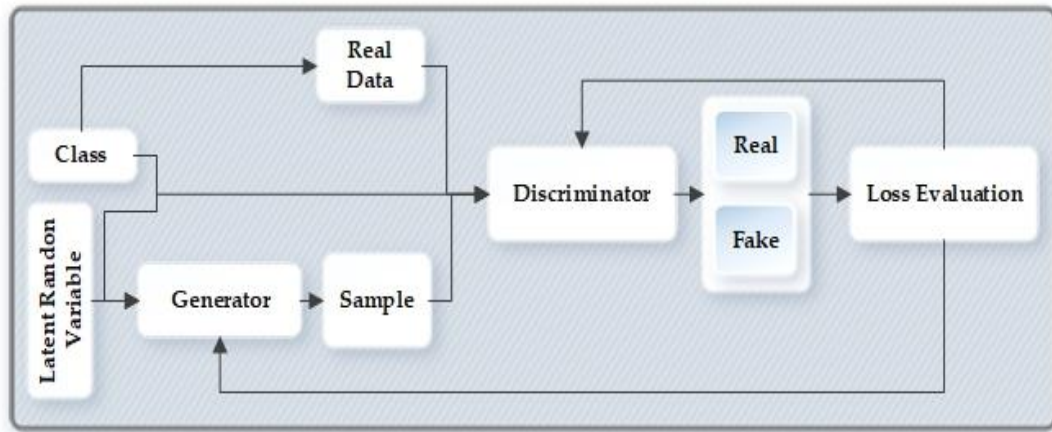 Real
Data
Class
Latent Randon
Variable
Generator
Sample
Discriminator
Real
Fake
Loss Evaluation